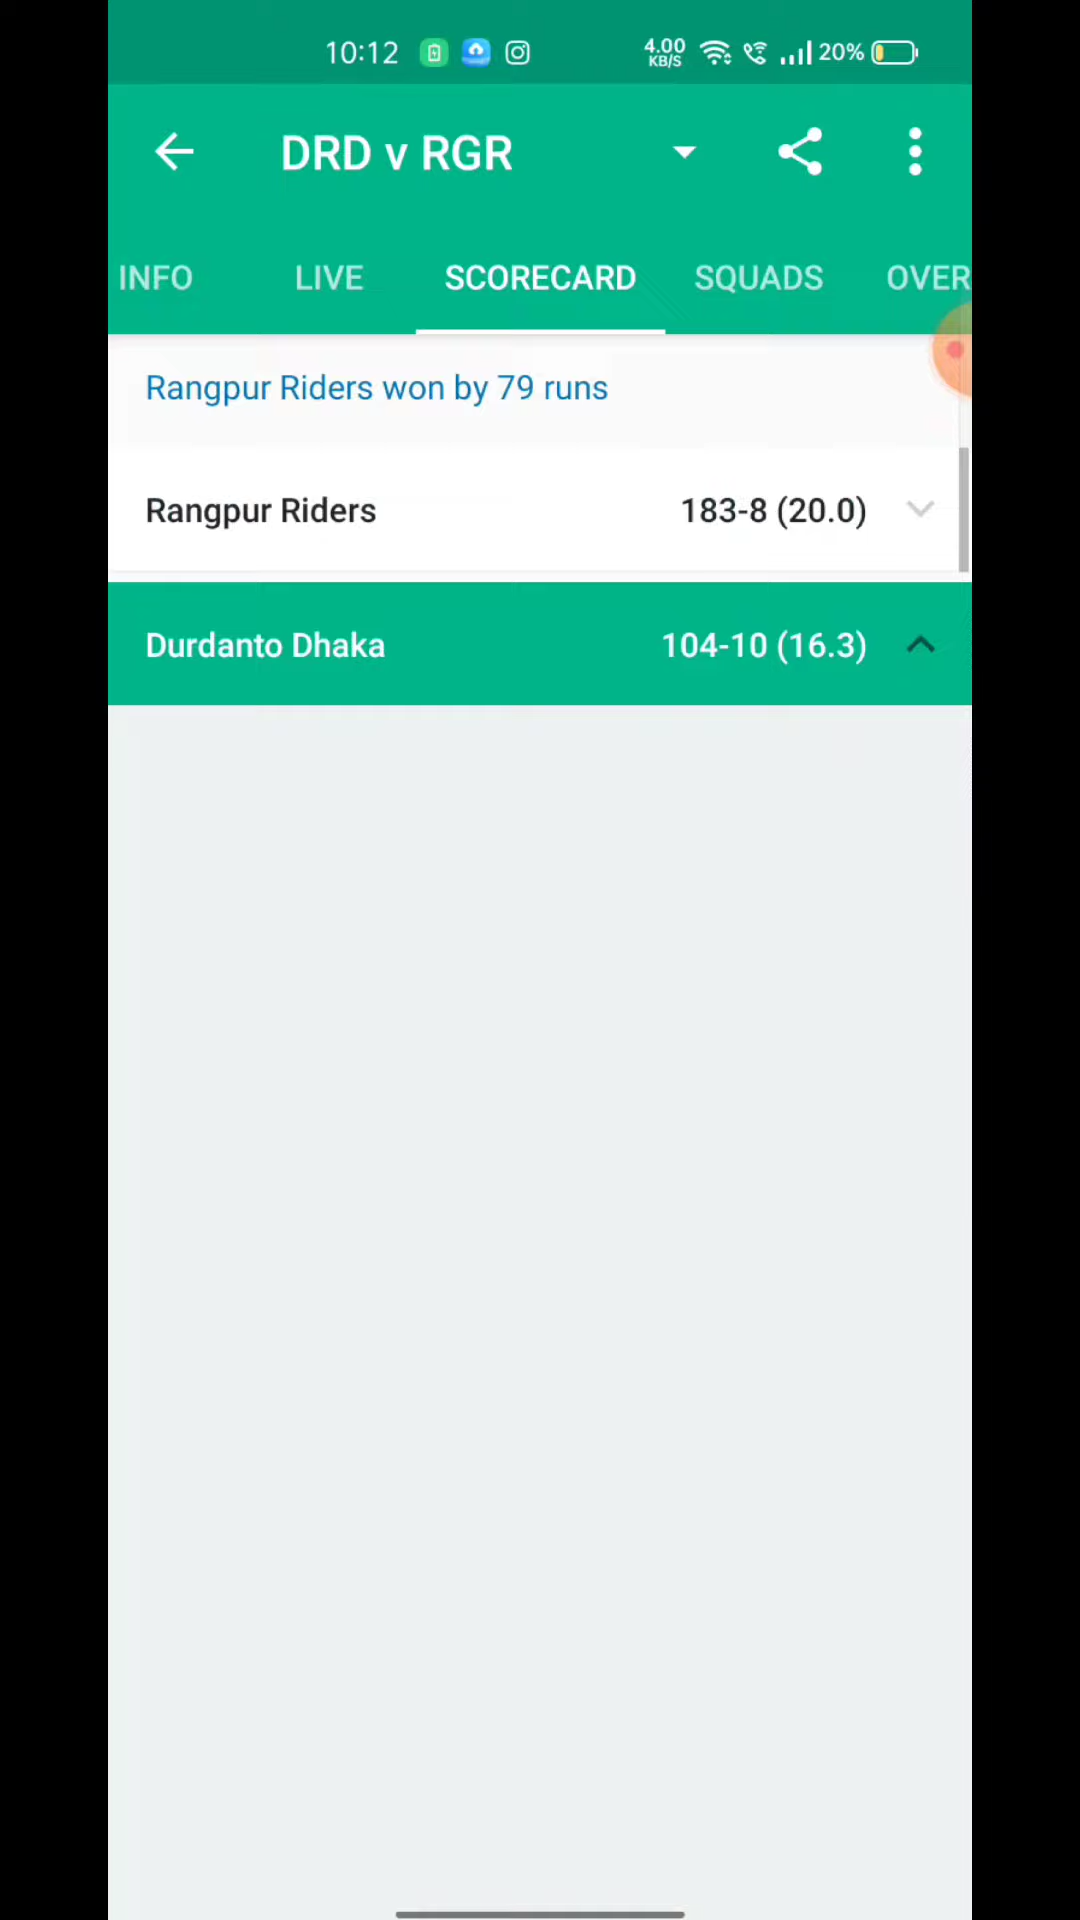 10:12 4.00 KB/S 20%
DRD v RGR
INFO LIVE SCORECARD SQUADS OVER
Rangpur Riders won by 79 runs
Rangpur Riders 183-8 (20.0)
Durdanto Dhaka 104-10 (16.3)